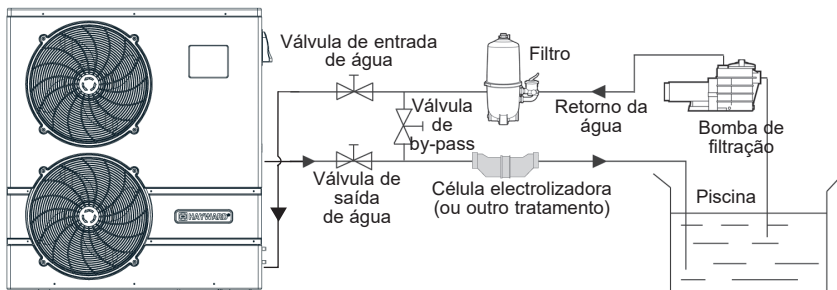 Válvula de entrada
de água
Filtro
Válvula
de
by-pass
Retorno da
água
Bomba de
filtração
Válvula de
saída
de água
Célula electrolizadora
(ou outro tratamento)
Piscina
HAYWARD